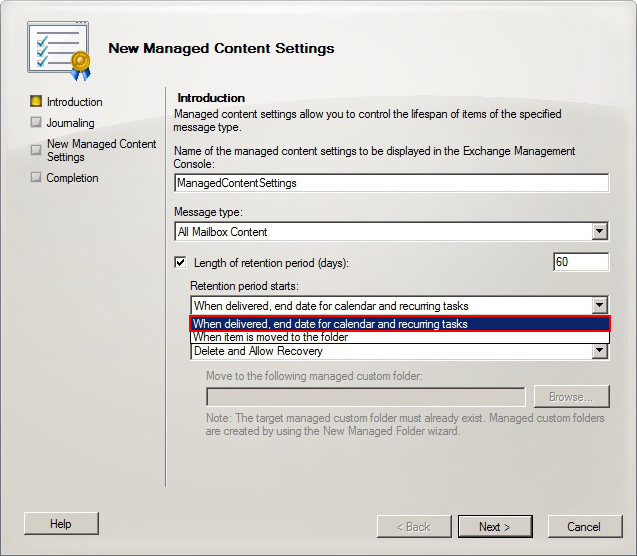 New Managed Content Settings
Introduction
Journaling
New Managed Content
Settings
Completion
Introduction
Managed content settings allow you to control the lifespan of items of the specified
message type.
Name of the managed content settings to be displayed in the Exchange Management
Console:
ManagedContentSettings
Message type:
All Mailbox Content
Length of retention period (days):
60
Retention period starts:
When delivered, end date for calendar and recurring tasks
When delivered, end date for calendar and recurring tasks
When item is moved to the folder
Delete and Allow Recovery
Move to the following managed custom folder:
Browse...
Note: The target managed custom folder must already exist. Managed custom folders
are created by using the New Managed Folder wizard.
Help
< Back
Next >
Cancel